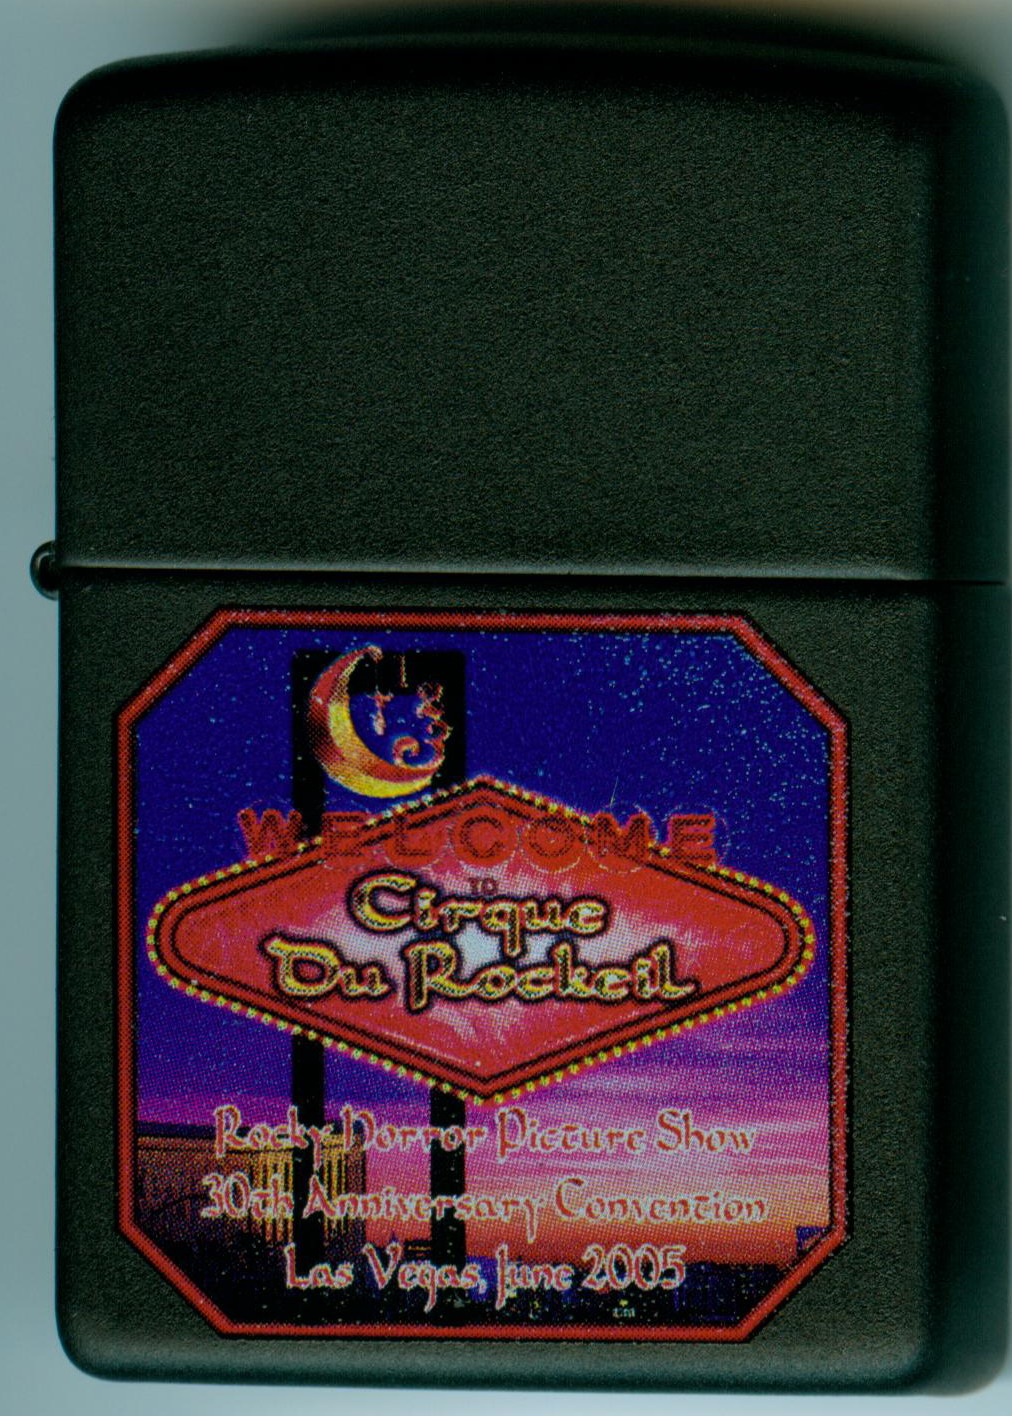 WELCOME
TO
Cirque
Du Rockeil
Rocky Horror Picture Show
30th Anniversary Convention
Las Vegas, June 2005